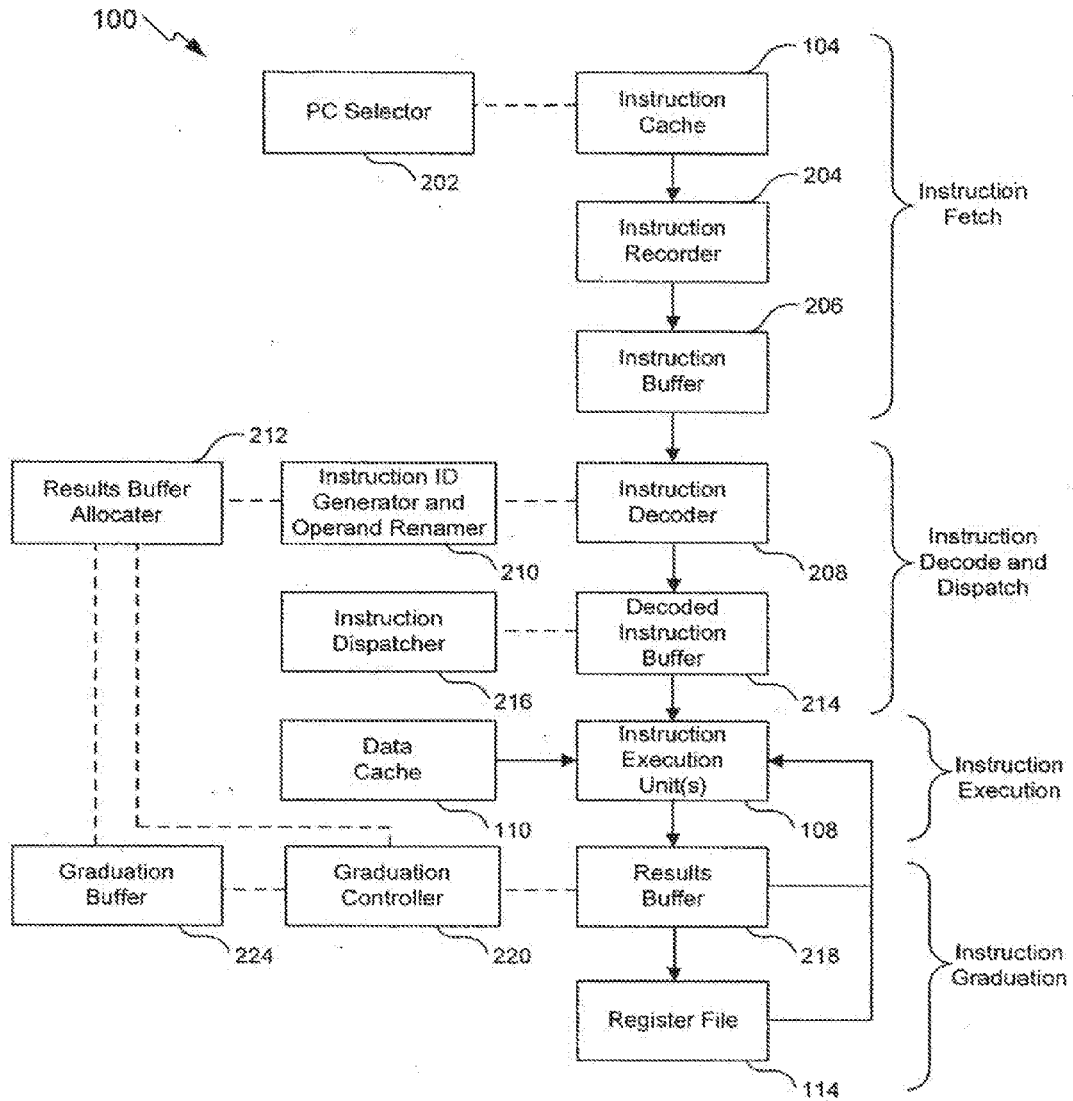 100
104
PC Selector
Instruction
Cache
202
204
Instruction
Recorder
Instruction
Fetch
206
Instruction
Buffer
212
Results Buffer
Allocater
Instruction ID
Generator and
Operand Renamer
Instruction
Decoder
210
208
Instruction
Decode and
Dispatch
Instruction
Dispatcher
Decoded
Instruction
Buffer
216
214
Data
Cache
Instruction
Execution
Unit(s)
Instruction
Execution
110
108
Graduation
Buffer
Graduation
Controller
Results
Buffer
224
220
218
Instruction
Graduation
Register File
114